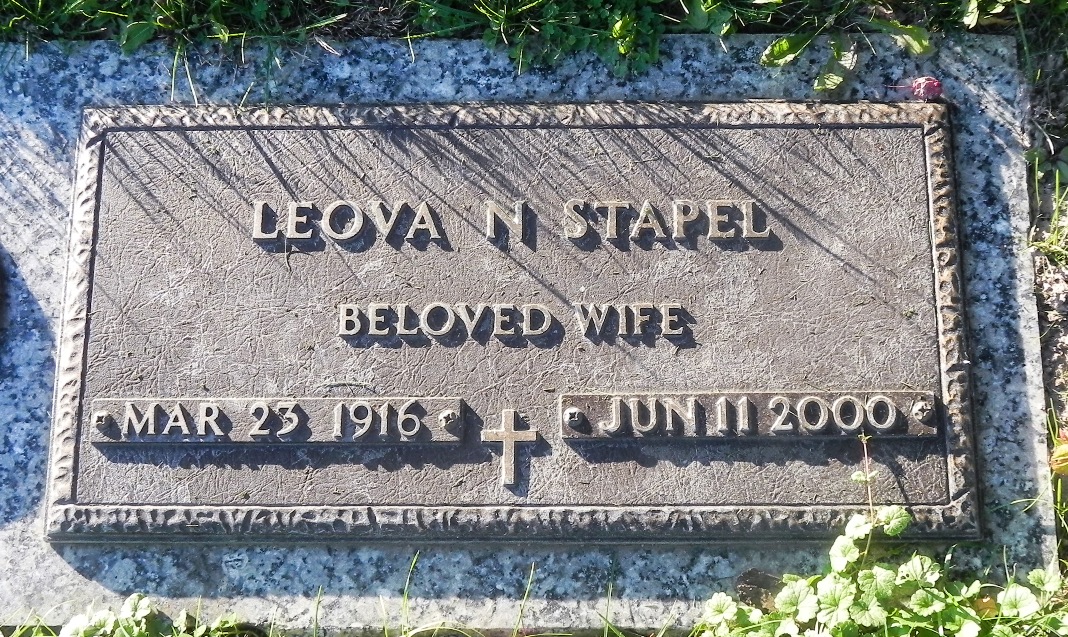 LEOVA N STAPEL
BELOVED WIFE
MAR 23 1916 JUN 11 2000